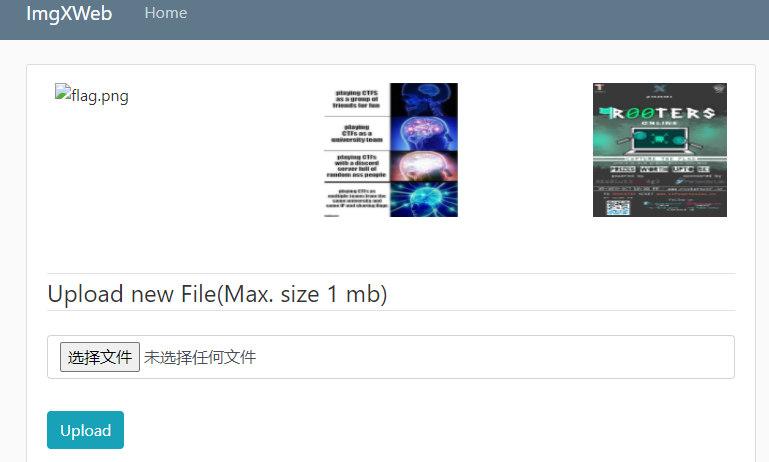 ImgXWeb Home
flag.png
playing CTFS
as a group of
friends for fun
playing
CTFs as a
university team
playing CTFs
with a discord
server full of
random ass people
playing CTFs as
multiple teams from the
same university and
same IP and sharing flags
R00TERS
ONLINE
CAPTURE THE FLAG
PRIZES WORTH UPTO
Upload new File(Max. size 1 mb)
选择文件 未选择任何文件
Upload